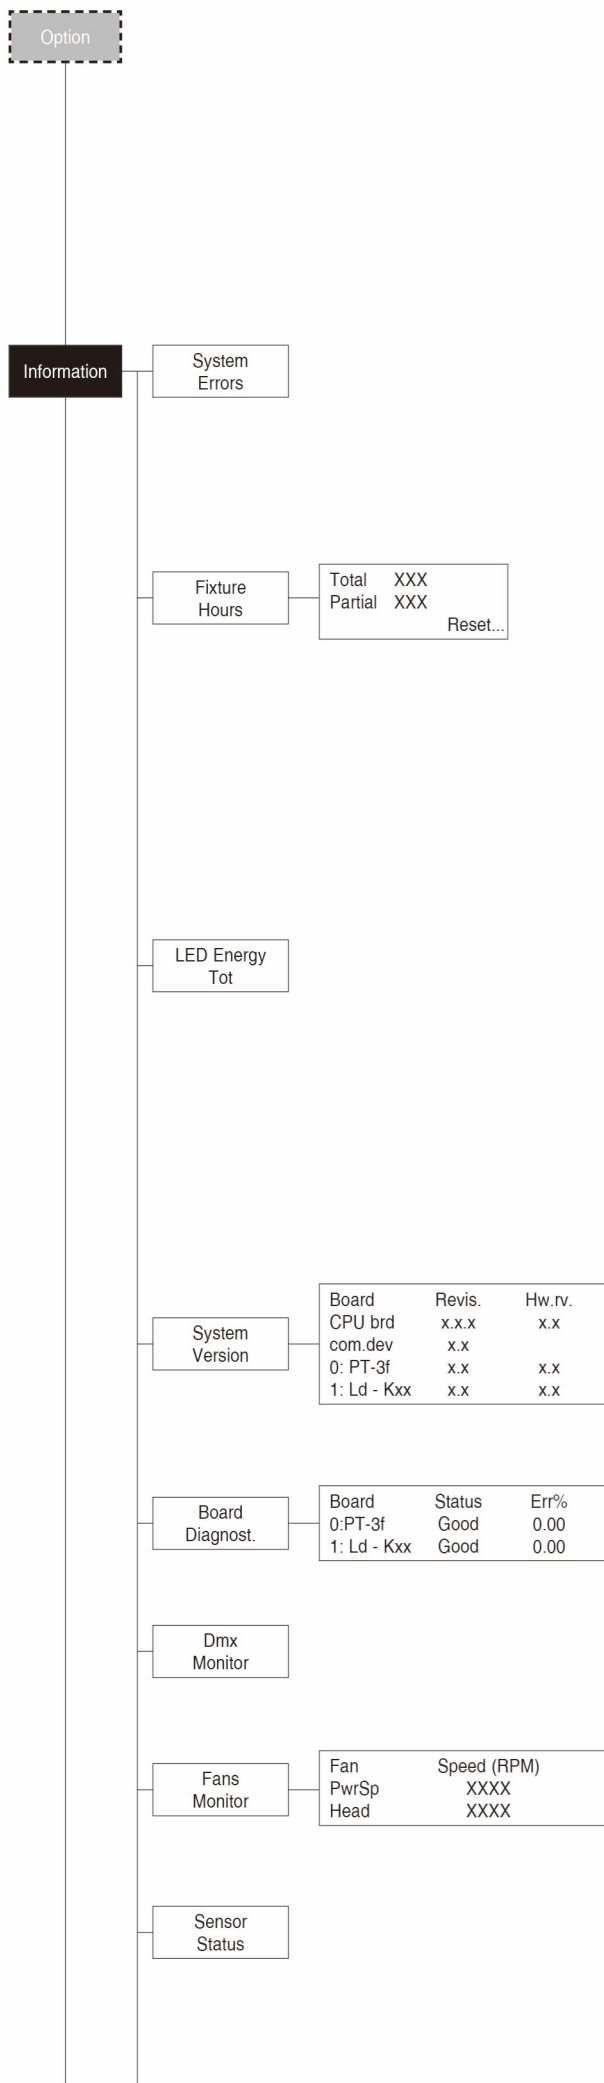 Option
Information
System
Errors
Fixture
Hours
Total XXX
Partial XXX
Reset...
LED Energy
Tot
System
Version
Board Revis. Hw.rv.
CPU brd x.x.x x.x
com.dev x.x
0: PT-3f x.x x.x
1: Ld - Kxx x.x x.x
Board
Diagnost.
Board Status Err%
0:PT-3f Good 0.00
1: Ld - Kxx Good 0.00
Dmx
Monitor
Fans
Monitor
Fan Speed (RPM)
PwrSp XXXX
Head XXXX
Sensor
Status